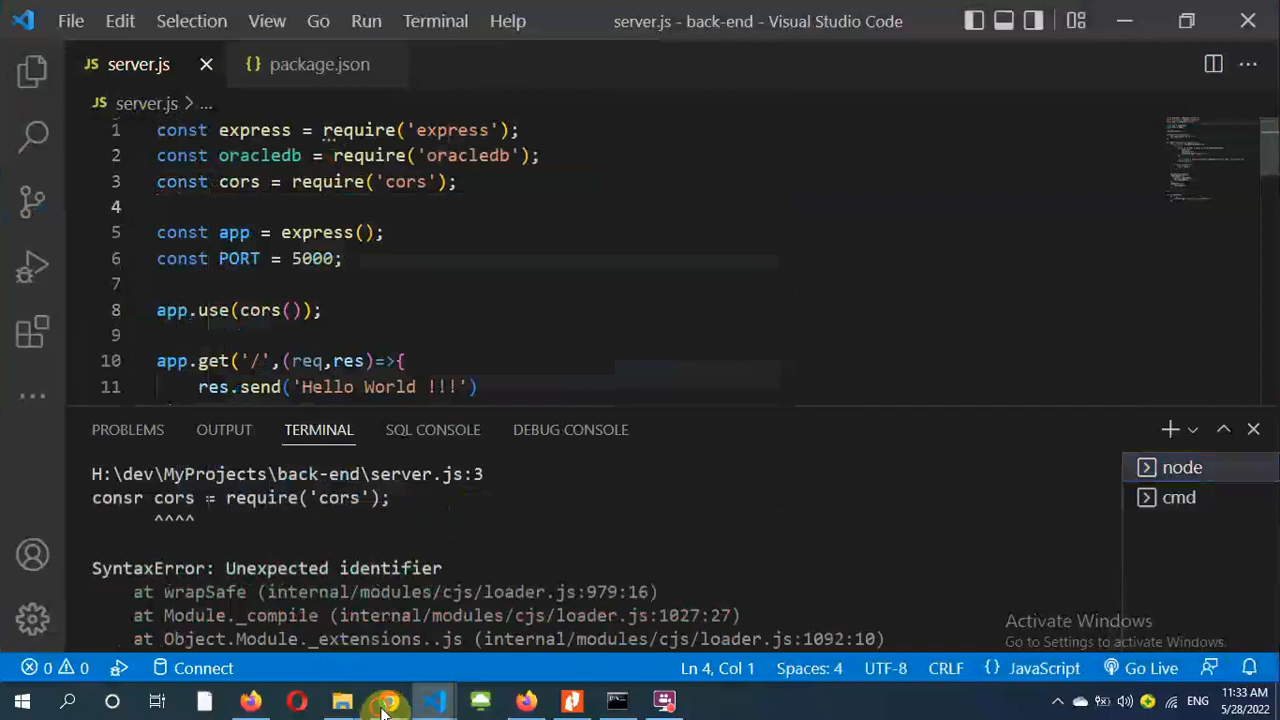 File Edit Selection View Go Run Terminal Help server.js - back-end - Visual Studio Code
JS server.js {} package.json
JS server.js > ...
1 const express = require('express');
2 const oracledb = require('oracledb');
3 const cors = require('cors');
4
5 const app = express();
6 const PORT = 5000;
7
8 app.use(cors());
9
10 app.get('/',(req,res)=>{
11 res.send('Hello World !!!')
PROBLEMS OUTPUT TERMINAL SQL CONSOLE DEBUG CONSOLE
H:\dev\MyProjects\back-end\server.js:3
consr cors = require('cors');
^^^^
SyntaxError: Unexpected identifier
at wrapSafe (internal/modules/cjs/loader.js:979:16)
at Module._compile (internal/modules/cjs/loader.js:1027:27)
at Object.Module._extensions..js (internal/modules/cjs/loader.js:1092:10)
node
cmd
Activate Windows
Go to Settings to activate Windows.
0 0 Connect Ln 4, Col 1 Spaces: 4 UTF-8 CRLF {} JavaScript Go Live
ENG 11:33 AM
5/28/2022